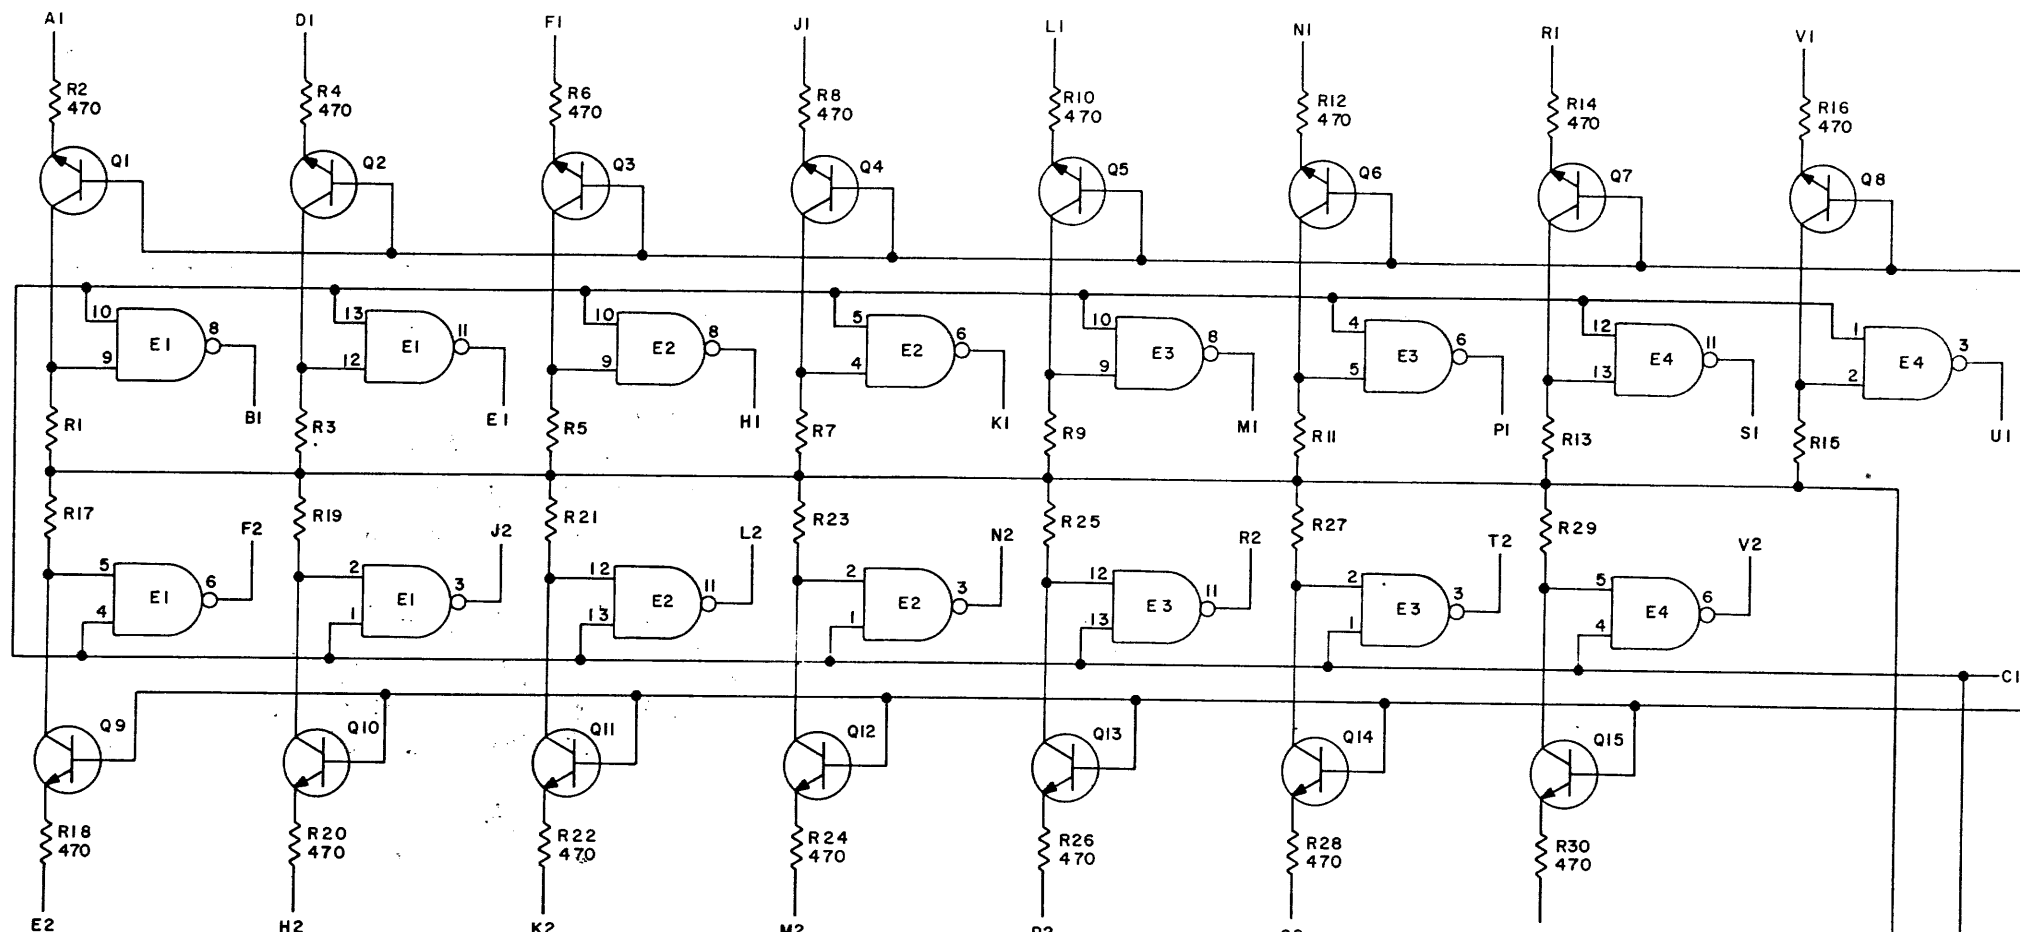 A1 D1 F1 J1 L1 N1 R1 V1
R2 470 R4 470 R6 470 R8 470 R10 470 R12 470 R14 470 R16 470
Q1 Q2 Q3 Q4 Q5 Q6 Q7 Q8
10 9 E1 8 13 12 E1 11 10 9 E2 8 5 4 E2 6 10 9 E3 8 4 5 E3 6 12 13 E4 11 1 2 E4 3
B1 E1 H1 K1 M1 P1 S1 U1
R1 R3 R5 R7 R9 R11 R13 R15
R17 R19 R21 R23 R25 R27 R29
F2 J2 L2 N2 R2 T2 V2
5 4 E1 6 2 1 E1 3 12 13 E2 11 2 1 E2 3 12 13 E3 11 2 1 E3 3 5 4 E4 6
C1
Q9 Q10 Q11 Q12 Q13 Q14 Q15
R18 470 R20 470 R22 470 R24 470 R26 470 R28 470 R30 470
E2 H2 K2 M2